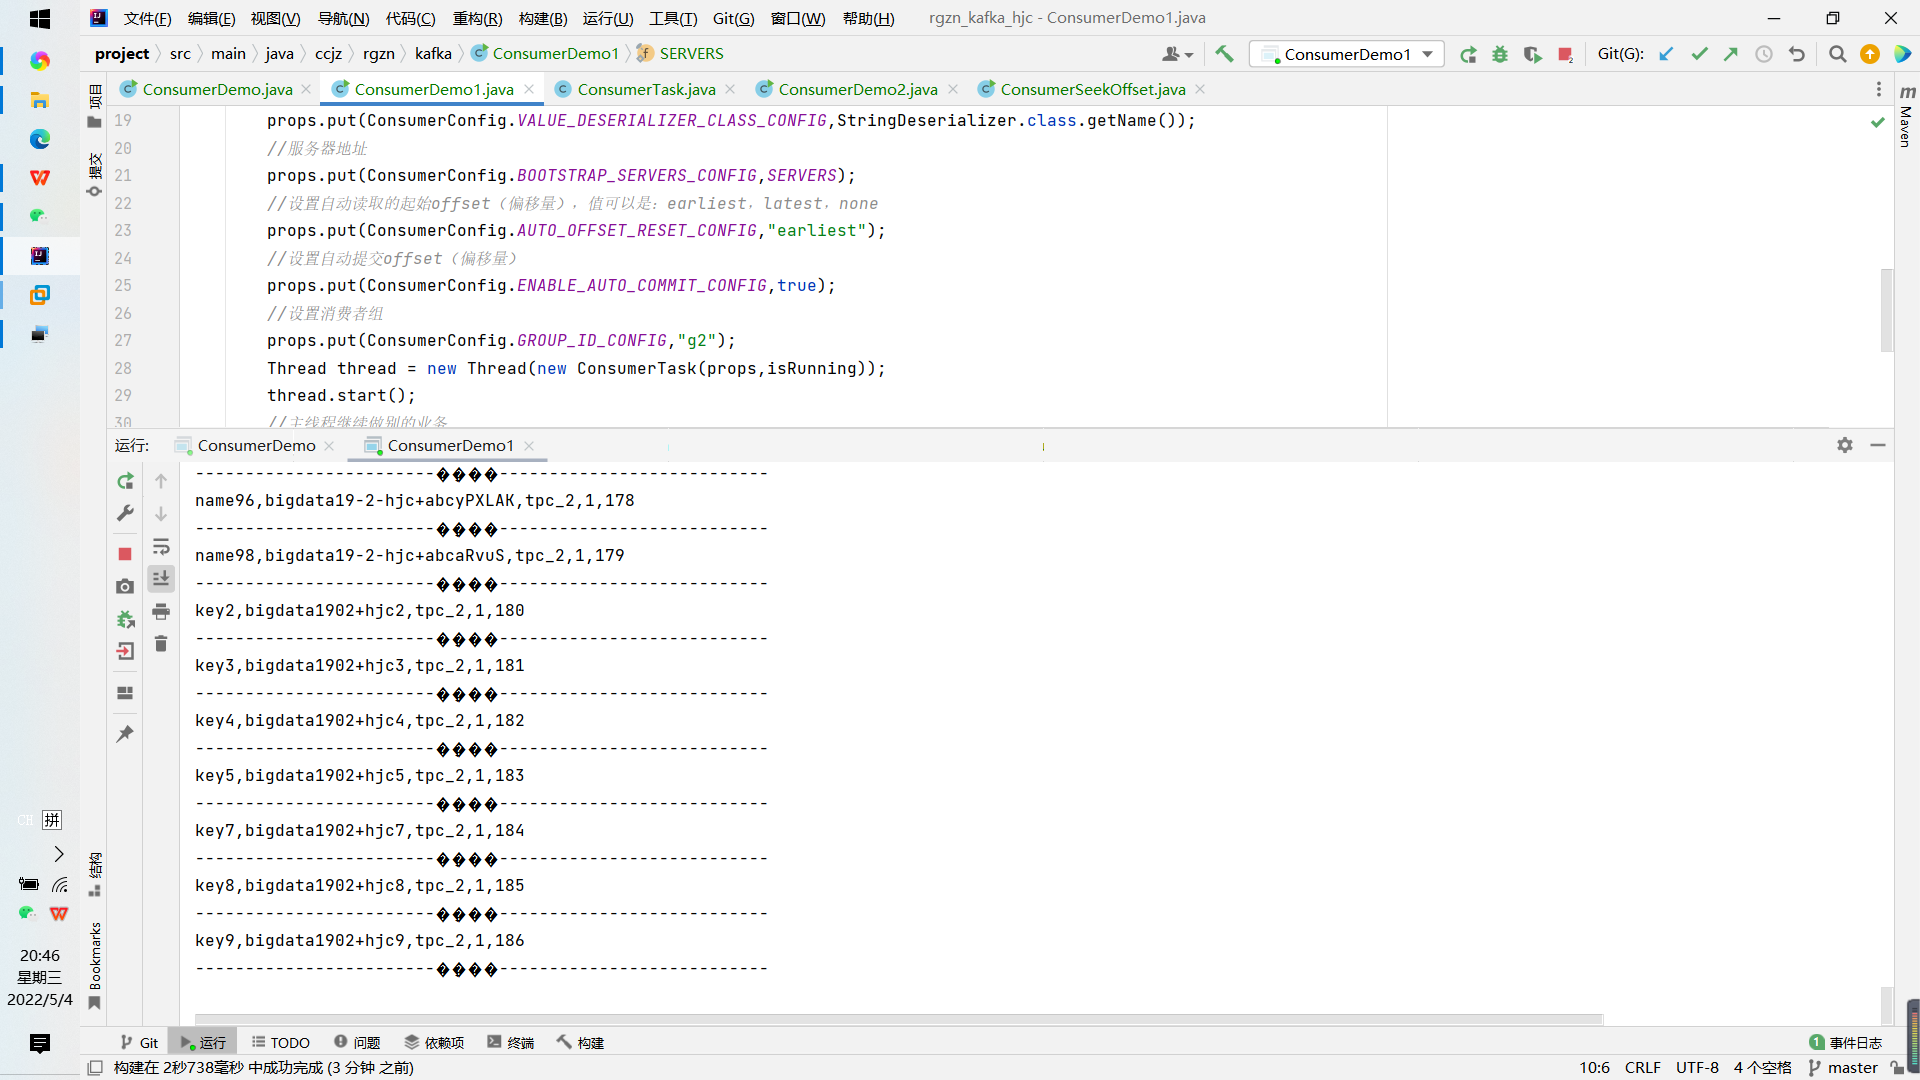 文件(F) 编辑(E) 视图(V) 导航(N) 代码(C) 重构(R) 构建(B) 运行(U) 工具(T) Git(G) 窗口(W) 帮助(H) rgzn_kafka_hjc - ConsumerDemo1.java
project src main java ccjz rgzn kafka ConsumerDemo1 SERVERS ConsumerDemo1 Git(G):
ConsumerDemo.java ConsumerDemo1.java ConsumerTask.java ConsumerDemo2.java ConsumerSeekOffset.java
项目
提交
Maven
19 props.put(ConsumerConfig.VALUE_DESERIALIZER_CLASS_CONFIG,StringDeserializer.class.getName());
20 //服务器地址
21 props.put(ConsumerConfig.BOOTSTRAP_SERVERS_CONFIG,SERVERS);
22 //设置自动读取的起始offset（偏移量），值可以是：earliest，latest，none
23 props.put(ConsumerConfig.AUTO_OFFSET_RESET_CONFIG,"earliest");
24 //设置自动提交offset（偏移量）
25 props.put(ConsumerConfig.ENABLE_AUTO_COMMIT_CONFIG,true);
26 //设置消费者组
27 props.put(ConsumerConfig.GROUP_ID_CONFIG,"g2");
28 Thread thread = new Thread(new ConsumerTask(props,isRunning));
29 thread.start();
30 //主线程继续做别的业务
运行: ConsumerDemo ConsumerDemo1
------------------------����---------------------------
name96,bigdata19-2-hjc+abcyPXLAK,tpc_2,1,178
------------------------����---------------------------
name98,bigdata19-2-hjc+abcaRvuS,tpc_2,1,179
------------------------����---------------------------
key2,bigdata1902+hjc2,tpc_2,1,180
------------------------����---------------------------
key3,bigdata1902+hjc3,tpc_2,1,181
------------------------����---------------------------
key4,bigdata1902+hjc4,tpc_2,1,182
------------------------����---------------------------
key5,bigdata1902+hjc5,tpc_2,1,183
------------------------����---------------------------
key7,bigdata1902+hjc7,tpc_2,1,184
------------------------����---------------------------
key8,bigdata1902+hjc8,tpc_2,1,185
------------------------����---------------------------
key9,bigdata1902+hjc9,tpc_2,1,186
------------------------����---------------------------
结构
Bookmarks
CH 拼
20:46
星期三
2022/5/4
Git 运行 TODO 问题 依赖项 终端 构建 1 事件日志
构建在 2秒738毫秒 中成功完成 (3 分钟 之前) 10:6 CRLF UTF-8 4 个空格 master